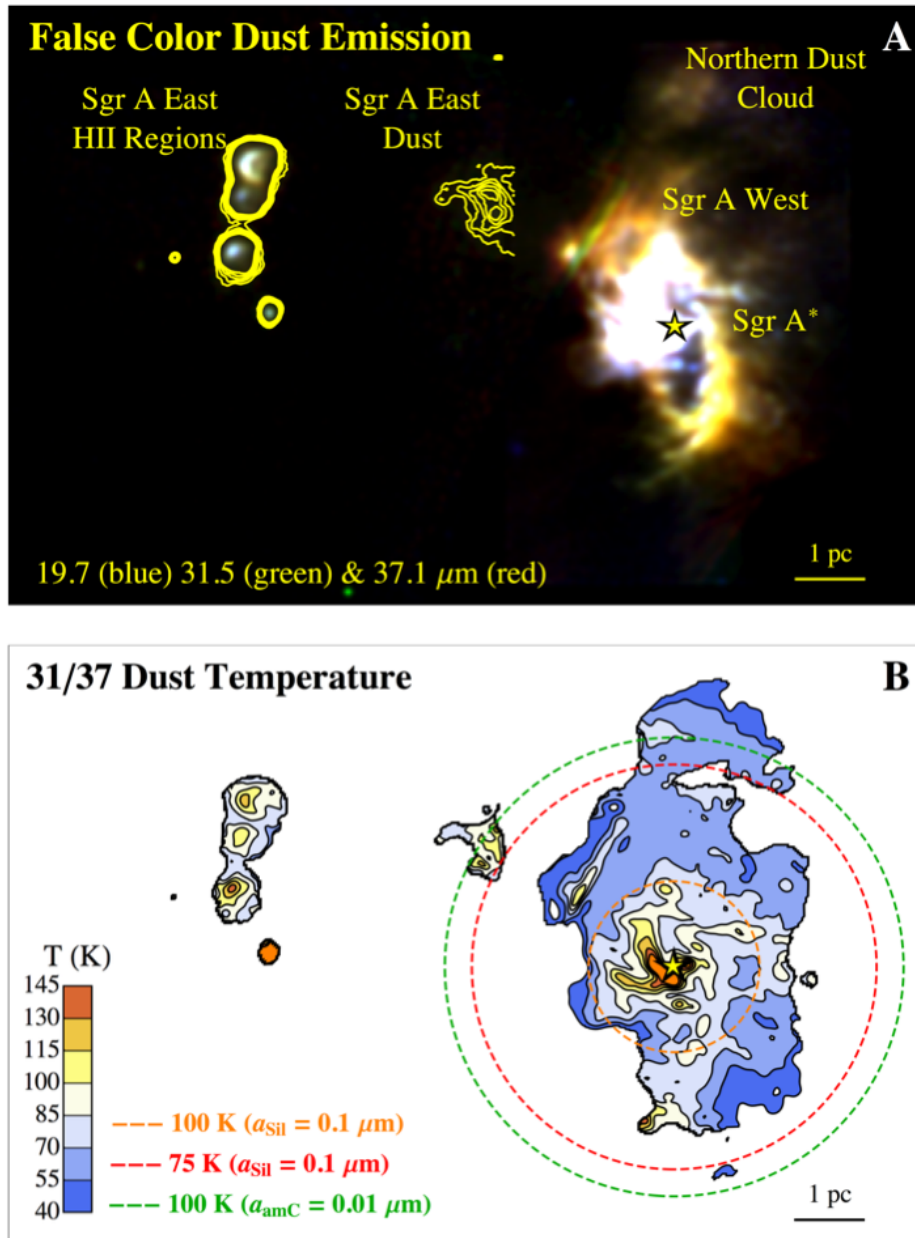 False Color Dust Emission
A
Northern Dust
Cloud
Sgr A East
HII Regions
Sgr A East
Dust
Sgr A West
Sgr A*
19.7 (blue) 31.5 (green) & 37.1 μm (red)
1 pc
31/37 Dust Temperature
B
T (K)
145
130
115
100
85
70
55
40
100 K (aSil = 0.1 μm)
75 K (aSil = 0.1 μm)
100 K (aamC = 0.01 μm)
1 pc